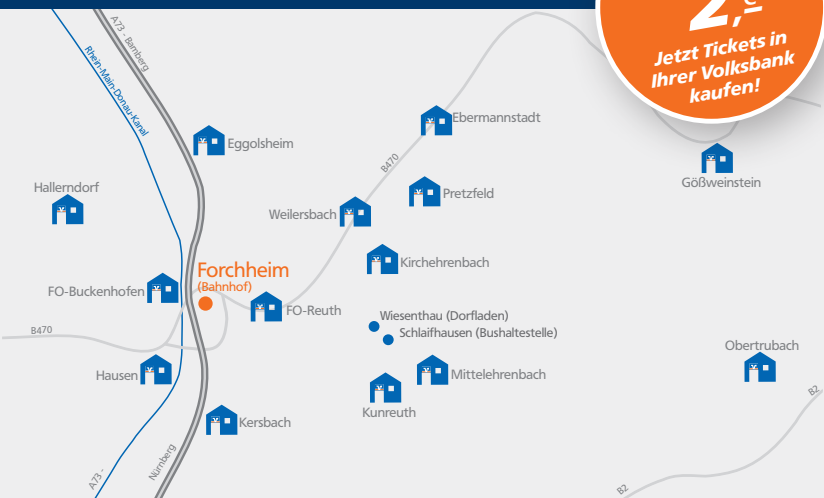 2,€
Jetzt Tickets in
Ihrer Volksbank
kaufen!
A73 - Bamberg
Rhein-Main-Donau-Kanal
Ebermannstadt
Eggolsheim
B470
Gößweinstein
Hallerndorf
Pretzfeld
Weilersbach
Kirchehrenbach
Forchheim
(Bahnhof)
FO-Buckenhofen
FO-Reuth
Wiesenthau (Dorfladen)
Schlaifhausen (Bushaltestelle)
B470
Obertrubach
Hausen
Mittelehrenbach
Kunreuth
B2
Kersbach
A73 -
Nürnberg
B2